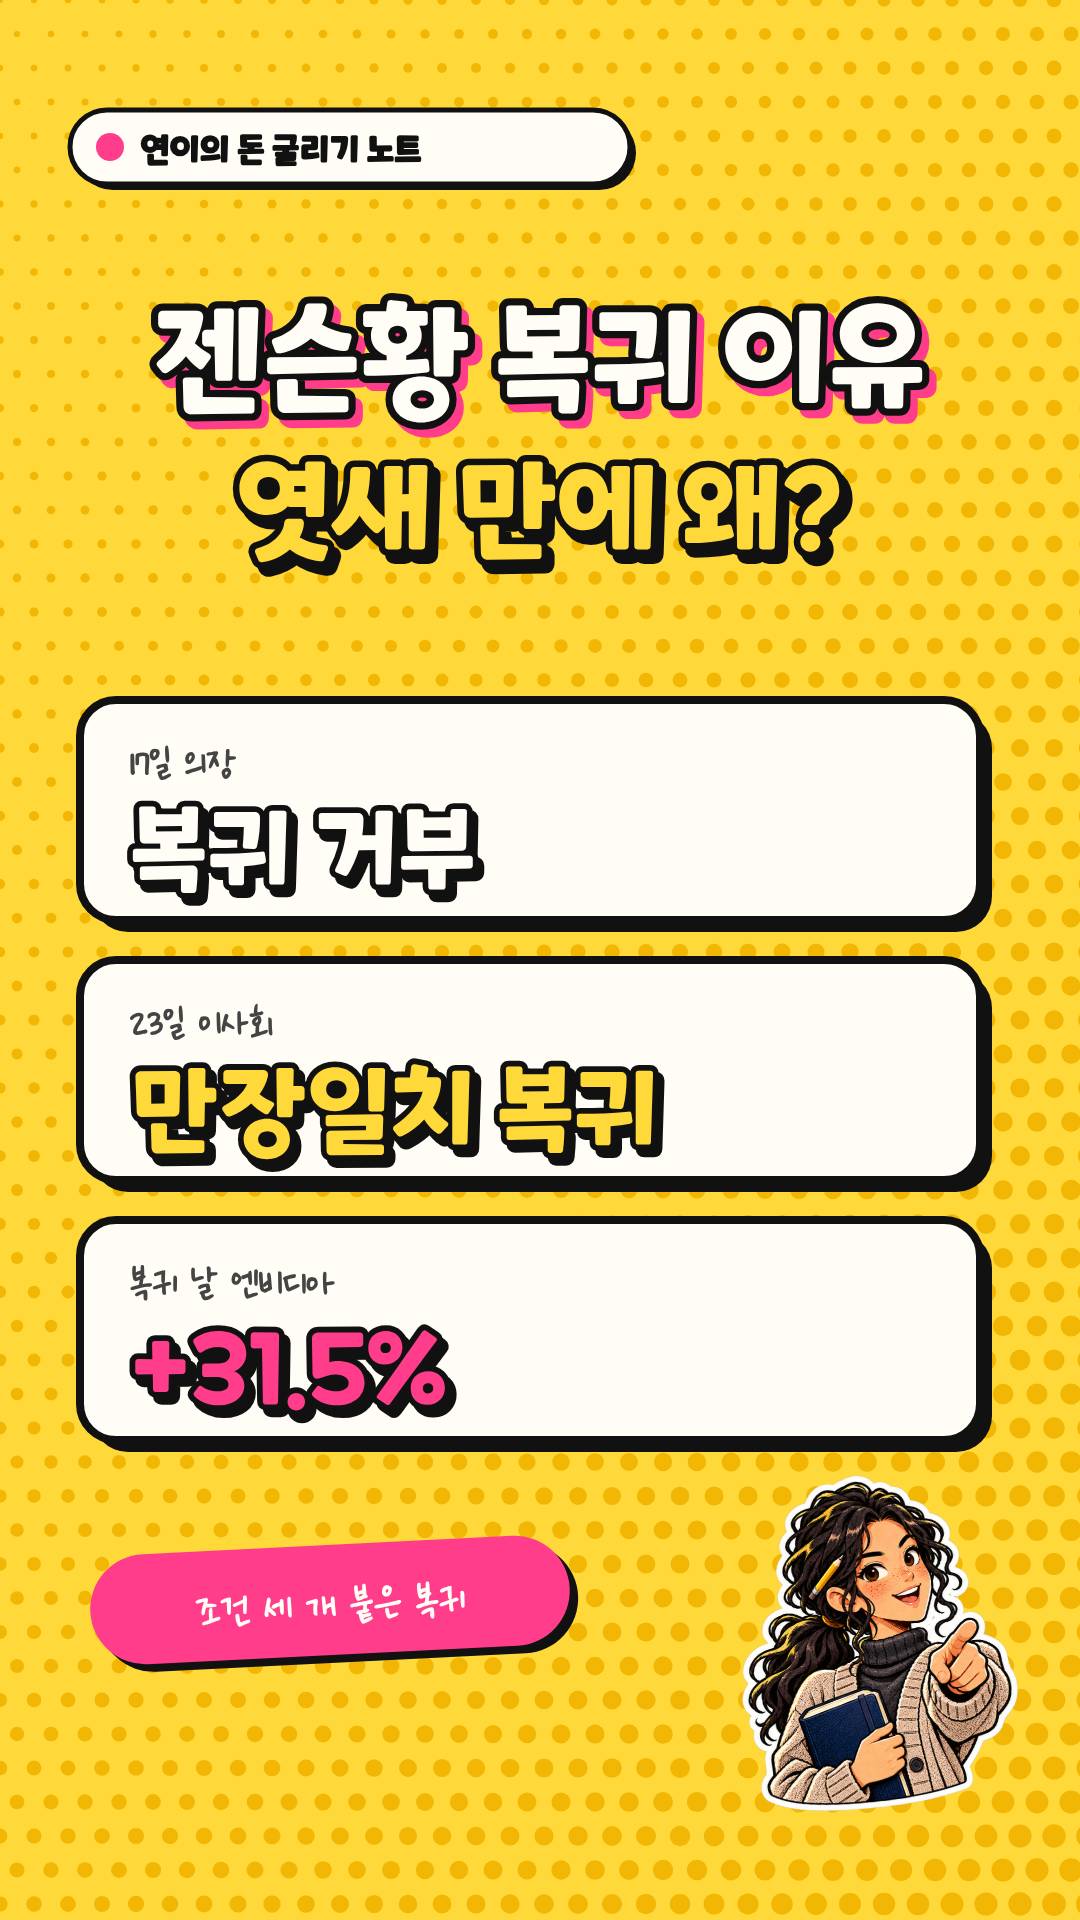 연이의 돈 굴리기 노트
젠슨황 복귀 이유
엿새 만에 왜?
17일 의장
복귀 거부
23일 이사회
만장일치 복귀
복귀 날 엔비디아
+31.5%
조건 세 개 붙은 복귀